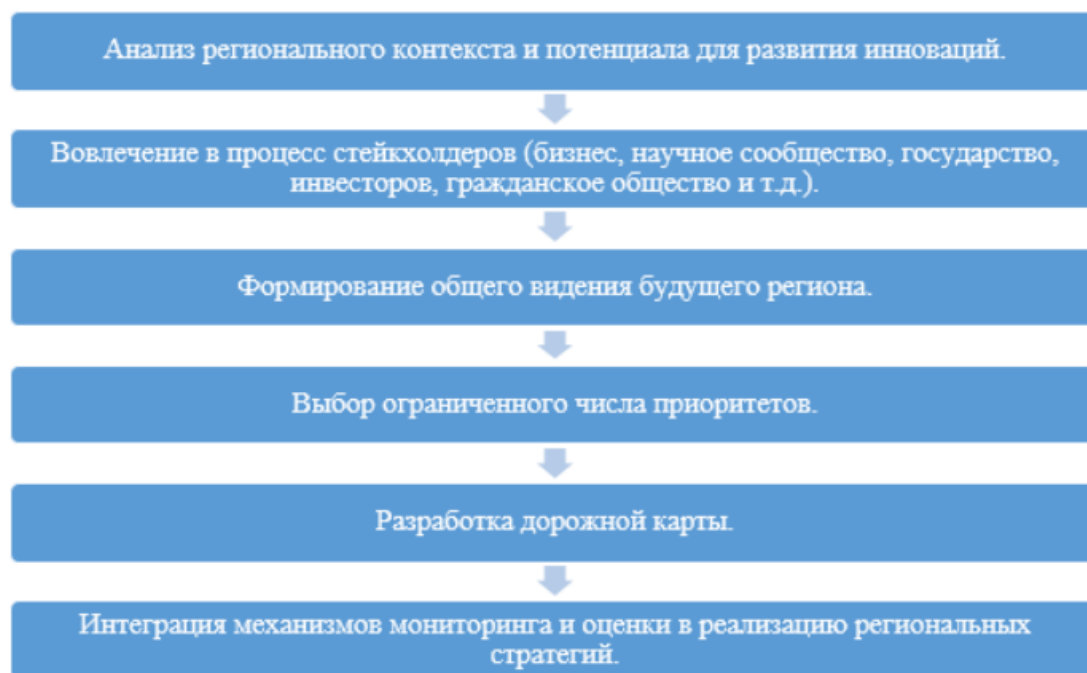 Анализ регионального контекста и потенциала для развития инноваций.
Вовлечение в процесс стейкхолдеров (бизнес, научное сообщество, государство,
инвесторов, гражданское общество и т.д.).
Формирование общего видения будущего региона.
Выбор ограниченного числа приоритетов.
Разработка дорожной карты.
Интеграция механизмов мониторинга и оценки в реализацию региональных
стратегий.